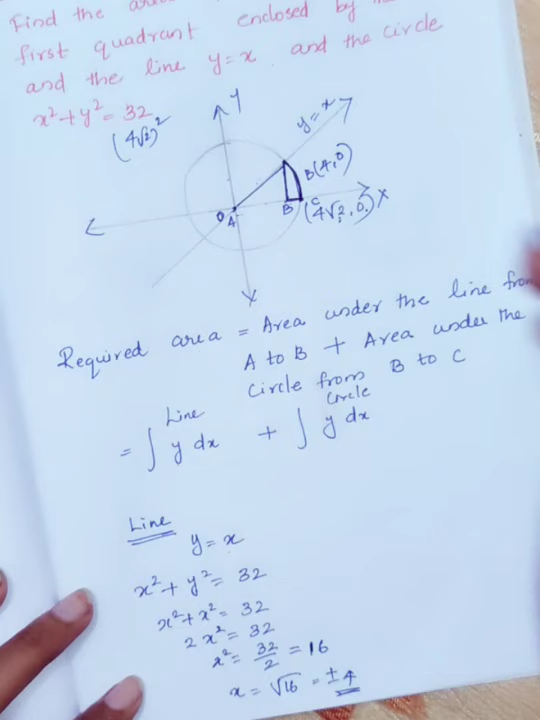 Find the area
first quadrant enclosed by
and the line y=x and the circle
x²+y² = 32
(4√2)²
Y
y=x
B(4,0)
O A B C X
(4√2,0)
Y
Required area = Area under the line from
A to B + Area under the
Circle from B to C
Line Circle
= ∫ y dx + ∫ y dx
Line
y = x
x² + y² = 32
x² + x² = 32
2x² = 32
x² = 32/2 = 16
x = √16 = ±4